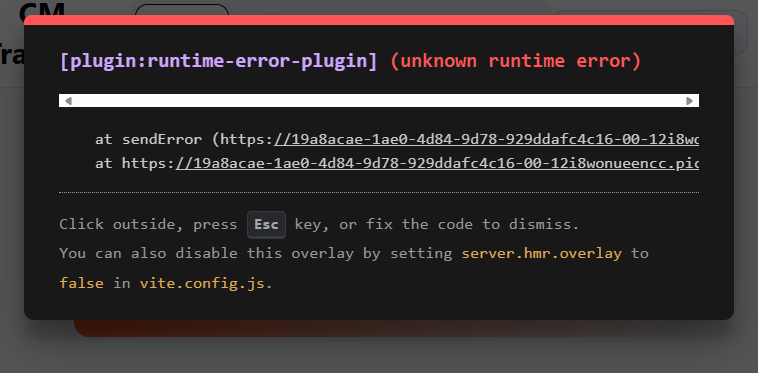 CM
Tra
[plugin:runtime-error-plugin] (unknown runtime error)
at sendError (https://19a8acae-1ae0-4d84-9d78-929ddafc4c16-00-12i8wo
at https://19a8acae-1ae0-4d84-9d78-929ddafc4c16-00-12i8wonueencc.pic
Click outside, press Esc key, or fix the code to dismiss.
You can also disable this overlay by setting server.hmr.overlay to
false in vite.config.js.